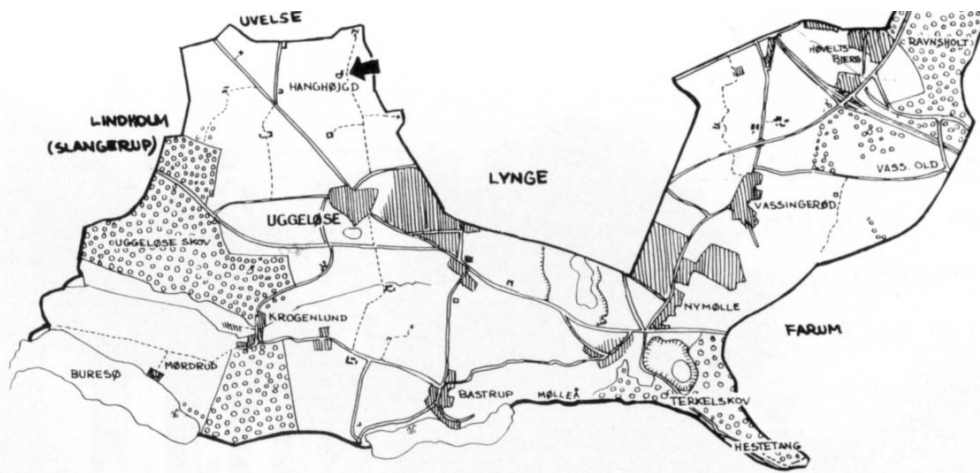 UVELSE
HØVELTS
BJERG
RAVNSHOLT
HANGHØJGD
LINDHOLM
(SLANGERUP)
LYNGE
VASS. OLD
VASSINGERØD
UGGELØSE
UGGELØSE SKOV
NYMØLLE
KROGENLUND
FARUM
MØRDRUP
BURESØ
BASTRUP
MØLLEÅ
TERKELSKOV
HESTETANG